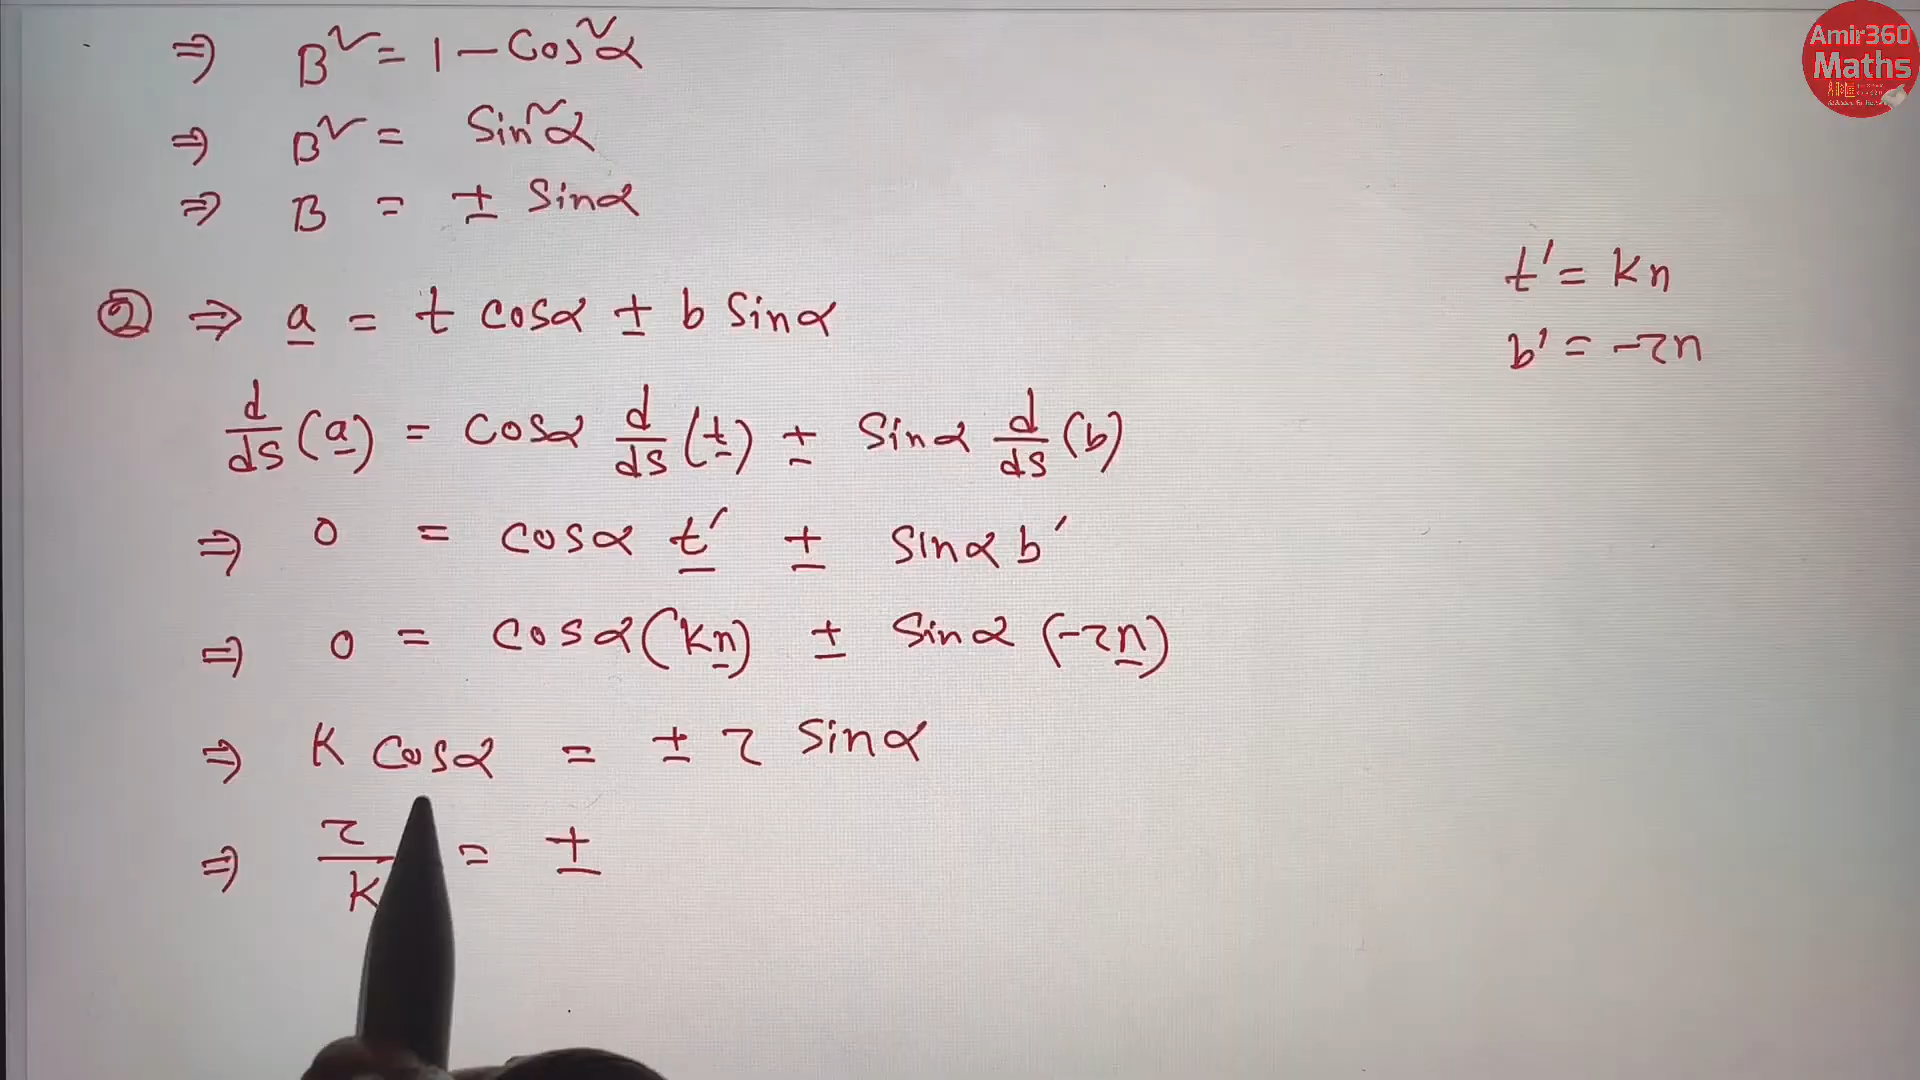 ⇒ B² = 1 - Cos²α
⇒ B² = Sin²α
⇒ B = ± Sinα
② ⇒ a = t cosα ± b Sinα
d/ds (a) = Cosα d/ds (t) ± Sinα d/ds (b)
⇒ 0 = cosα t' ± Sinα b'
⇒ 0 = Cosα (kn) ± Sinα (-τn)
⇒ K Cosα = ± τ Sinα
⇒ τ/K = ±
t' = kn
b' = -τn
Amir360
Maths